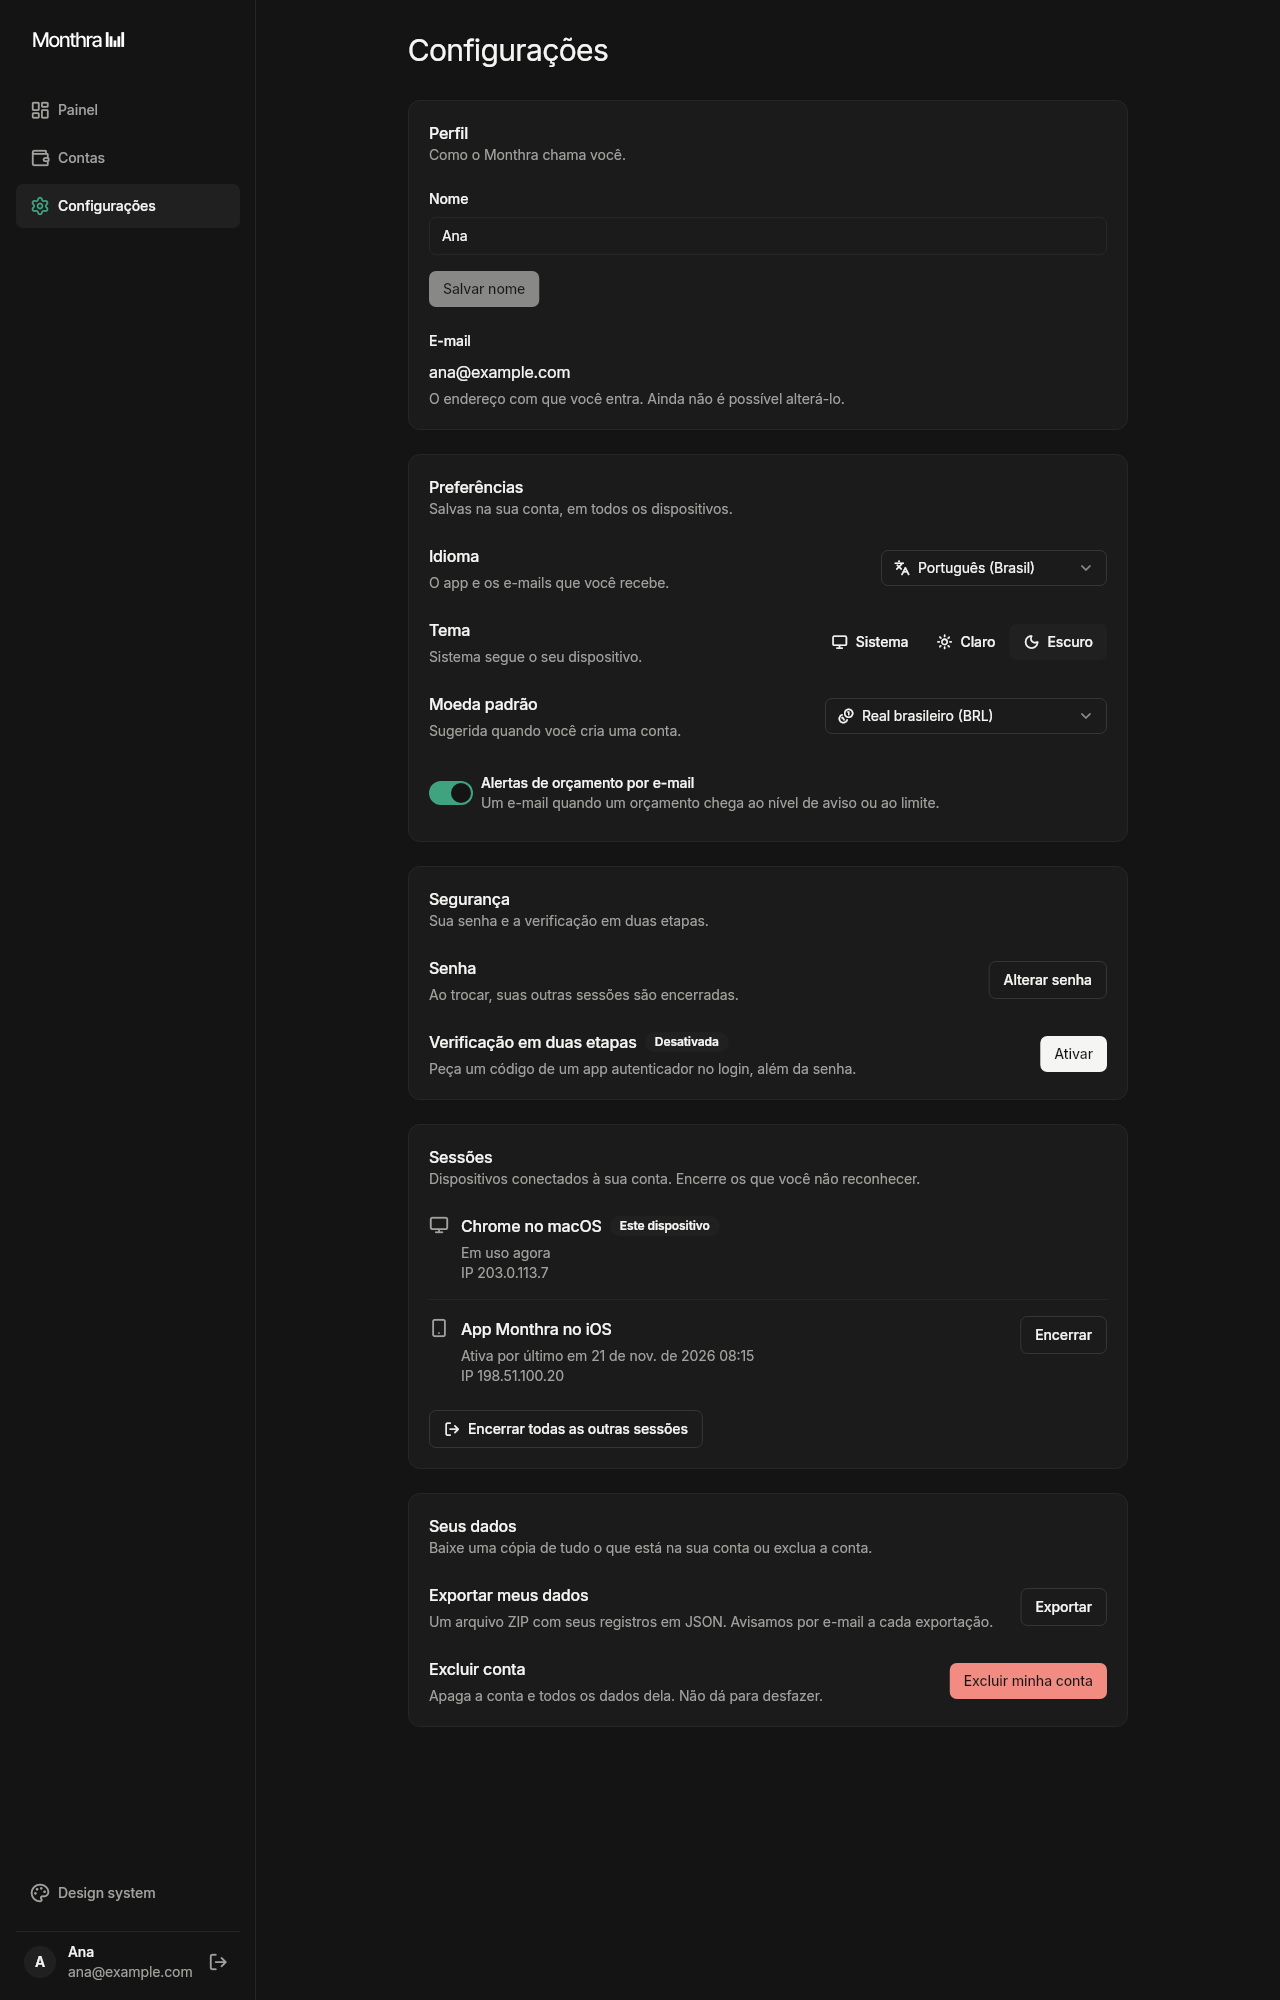 Monthra
Painel
Contas
Configurações
Configurações
Perfil
Como o Monthra chama você.
Nome
Ana
Salvar nome
E-mail
ana@example.com
O endereço com que você entra. Ainda não é possível alterá-lo.
Preferências
Salvas na sua conta, em todos os dispositivos.
Idioma
O app e os e-mails que você recebe.
Português (Brasil)
Tema
Sistema segue o seu dispositivo.
Sistema
Claro
Escuro
Moeda padrão
Sugerida quando você cria uma conta.
Real brasileiro (BRL)
Alertas de orçamento por e-mail
Um e-mail quando um orçamento chega ao nível de aviso ou ao limite.
Segurança
Sua senha e a verificação em duas etapas.
Senha
Ao trocar, suas outras sessões são encerradas.
Alterar senha
Verificação em duas etapas Desativada
Peça um código de um app autenticador no login, além da senha.
Ativar
Sessões
Dispositivos conectados à sua conta. Encerre os que você não reconhecer.
Chrome no macOS Este dispositivo
Em uso agora
IP 203.0.113.7
App Monthra no iOS
Ativa por último em 21 de nov. de 2026 08:15
IP 198.51.100.20
Encerrar
Encerrar todas as outras sessões
Seus dados
Baixe uma cópia de tudo o que está na sua conta ou exclua a conta.
Exportar meus dados
Um arquivo ZIP com seus registros em JSON. Avisamos por e-mail a cada exportação.
Exportar
Excluir conta
Apaga a conta e todos os dados dela. Não dá para desfazer.
Excluir minha conta
Design system
A
Ana
ana@example.com